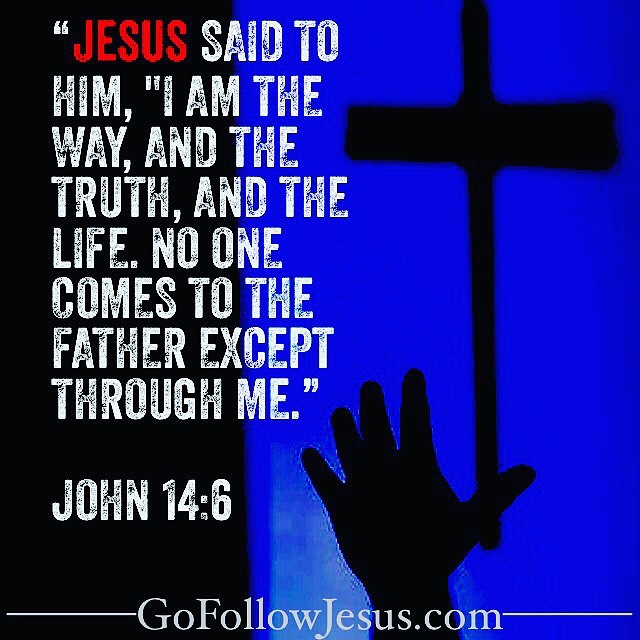 “JESUS SAID TO
HIM, "I AM THE
WAY, AND THE
TRUTH, AND THE
LIFE. NO ONE
COMES TO THE
FATHER EXCEPT
THROUGH ME.”
JOHN 14:6
GoFollowJesus.com